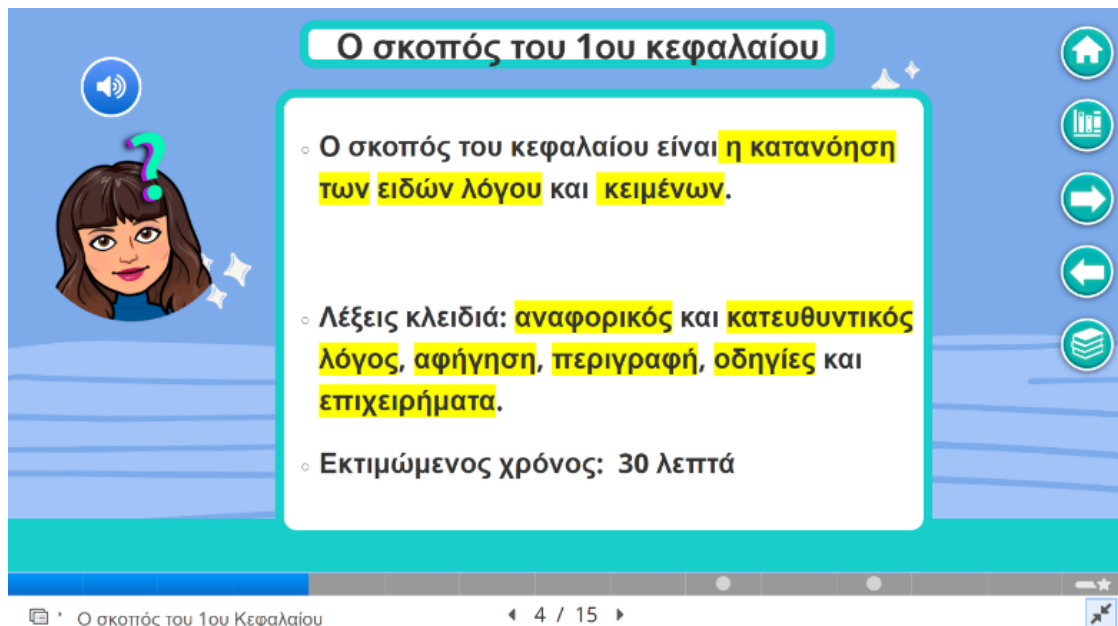 Ο σκοπός του 1ου κεφαλαίου
?
Ο σκοπός του κεφαλαίου είναι η κατανόηση
των ειδών λόγου και κειμένων.
Λέξεις κλειδιά: αναφορικός και κατευθυντικός
λόγος, αφήγηση, περιγραφή, οδηγίες και
επιχειρήματα.
Εκτιμώμενος χρόνος: 30 λεπτά
Ο σκοπός του 1ου Κεφαλαίου
4 / 15